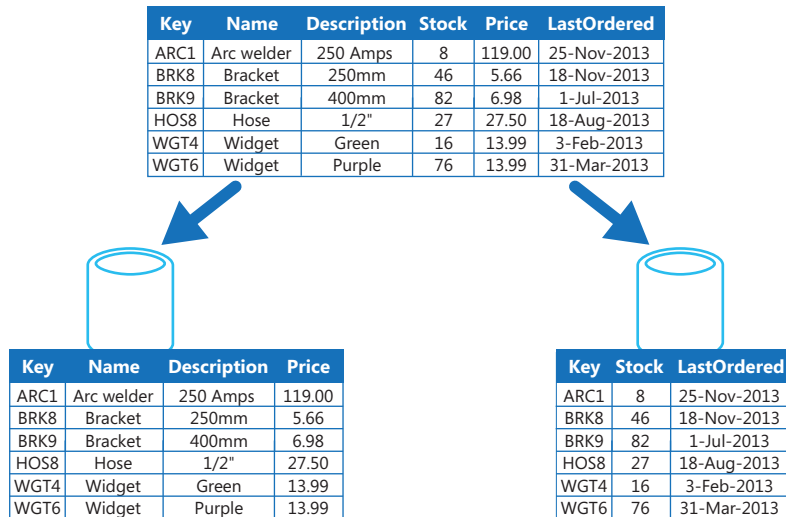 Key Name Description Stock Price LastOrdered
ARC1 Arc welder 250 Amps 8 119.00 25-Nov-2013
BRK8 Bracket 250mm 46 5.66 18-Nov-2013
BRK9 Bracket 400mm 82 6.98 1-Jul-2013
HOS8 Hose 1/2" 27 27.50 18-Aug-2013
WGT4 Widget Green 16 13.99 3-Feb-2013
WGT6 Widget Purple 76 13.99 31-Mar-2013
Key Name Description Price
ARC1 Arc welder 250 Amps 119.00
BRK8 Bracket 250mm 5.66
BRK9 Bracket 400mm 6.98
HOS8 Hose 1/2" 27.50
WGT4 Widget Green 13.99
WGT6 Widget Purple 13.99
Key Stock LastOrdered
ARC1 8 25-Nov-2013
BRK8 46 18-Nov-2013
BRK9 82 1-Jul-2013
HOS8 27 18-Aug-2013
WGT4 16 3-Feb-2013
WGT6 76 31-Mar-2013